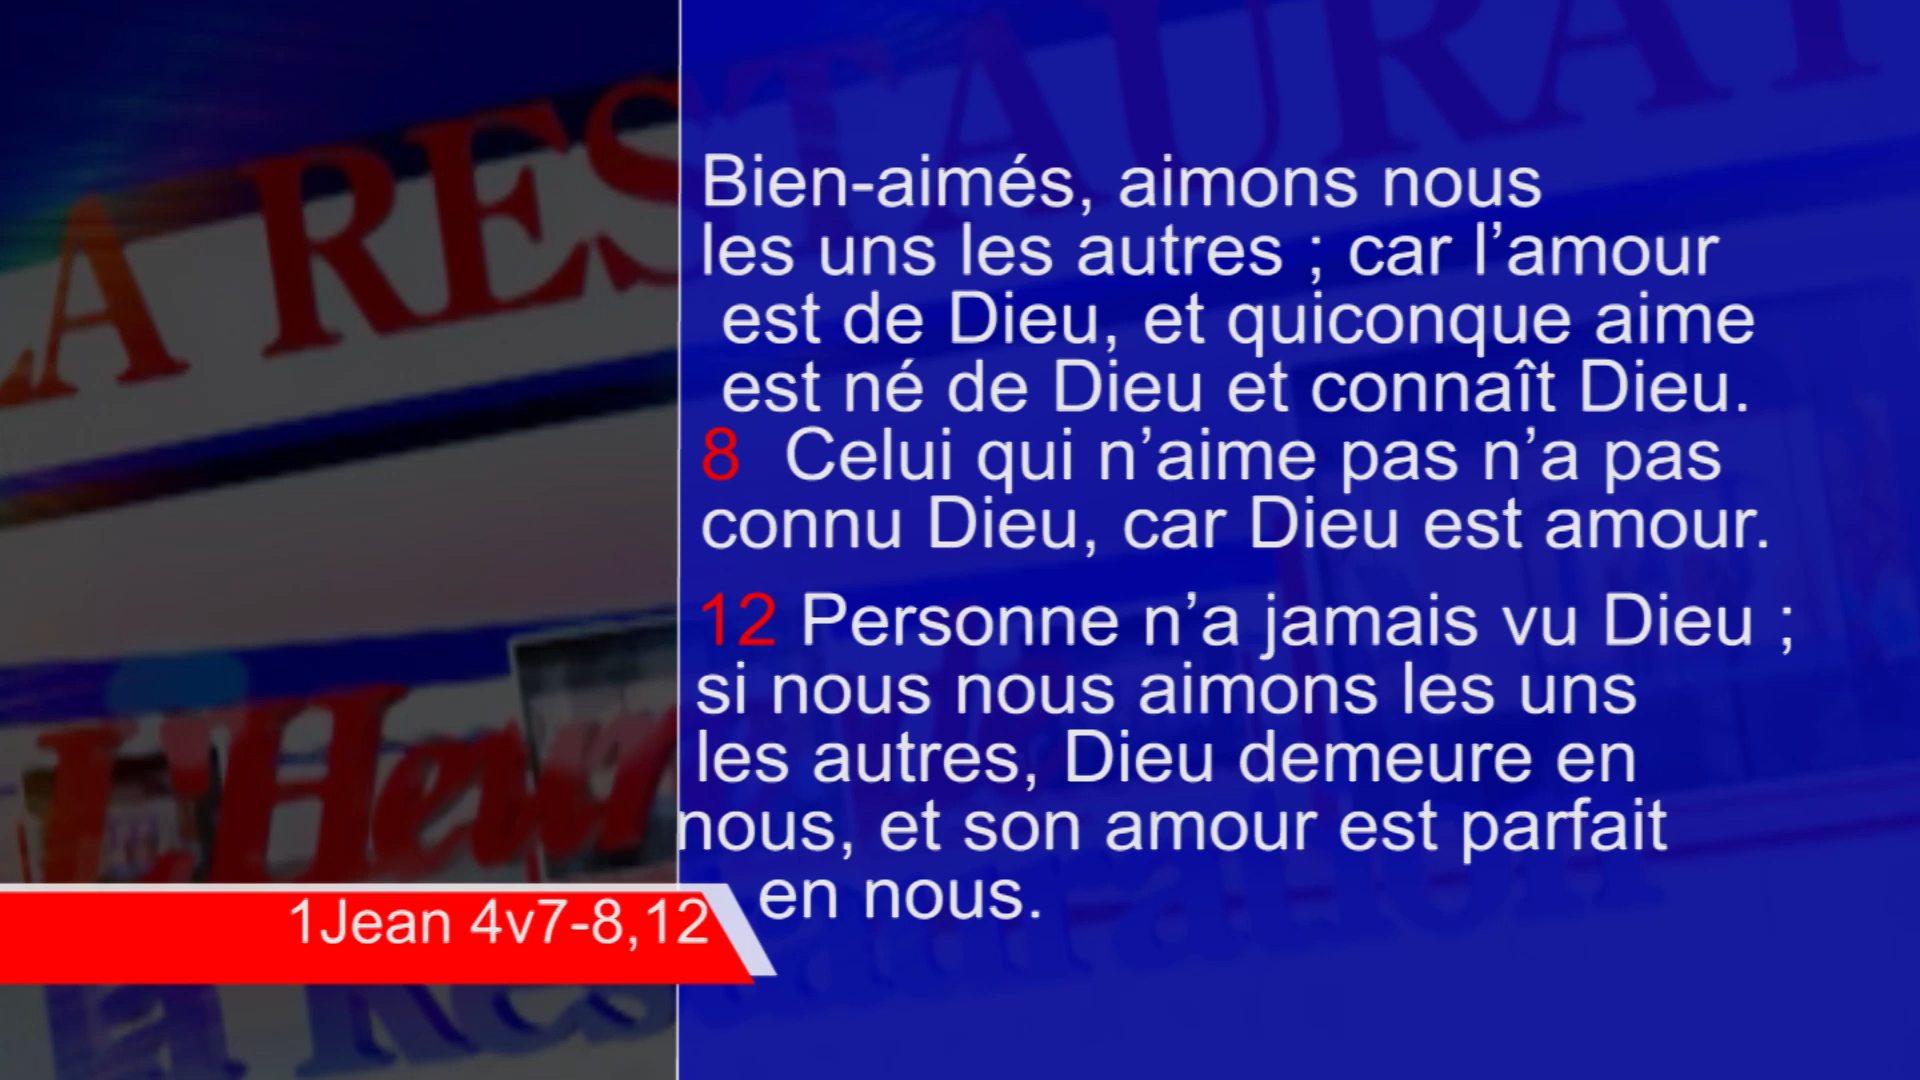 LA RESTAURAT
Bien-aimés, aimons nous
les uns les autres ; car l’amour
est de Dieu, et quiconque aime
est né de Dieu et connaît Dieu.
8 Celui qui n’aime pas n’a pas
connu Dieu, car Dieu est amour.
12 Personne n’a jamais vu Dieu ;
si nous nous aimons les uns
les autres, Dieu demeure en
nous, et son amour est parfait
en nous.
L'Heur
1Jean 4v7-8,12